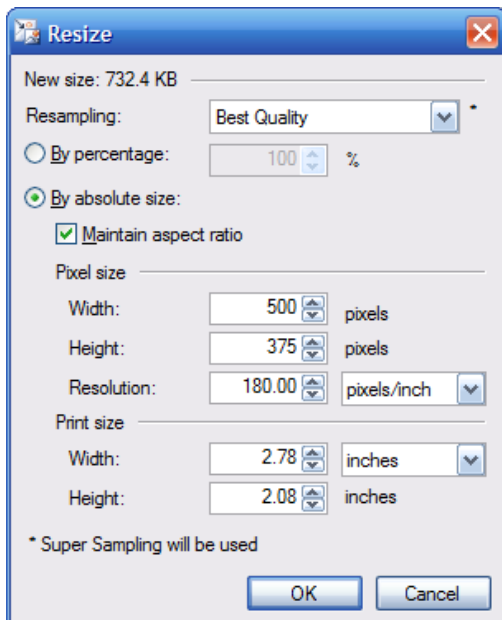 Resize
New size: 732.4 KB
Resampling: Best Quality *
By percentage: 100 %
By absolute size:
Maintain aspect ratio
Pixel size
Width: 500 pixels
Height: 375 pixels
Resolution: 180.00 pixels/inch
Print size
Width: 2.78 inches
Height: 2.08 inches
* Super Sampling will be used
OK Cancel